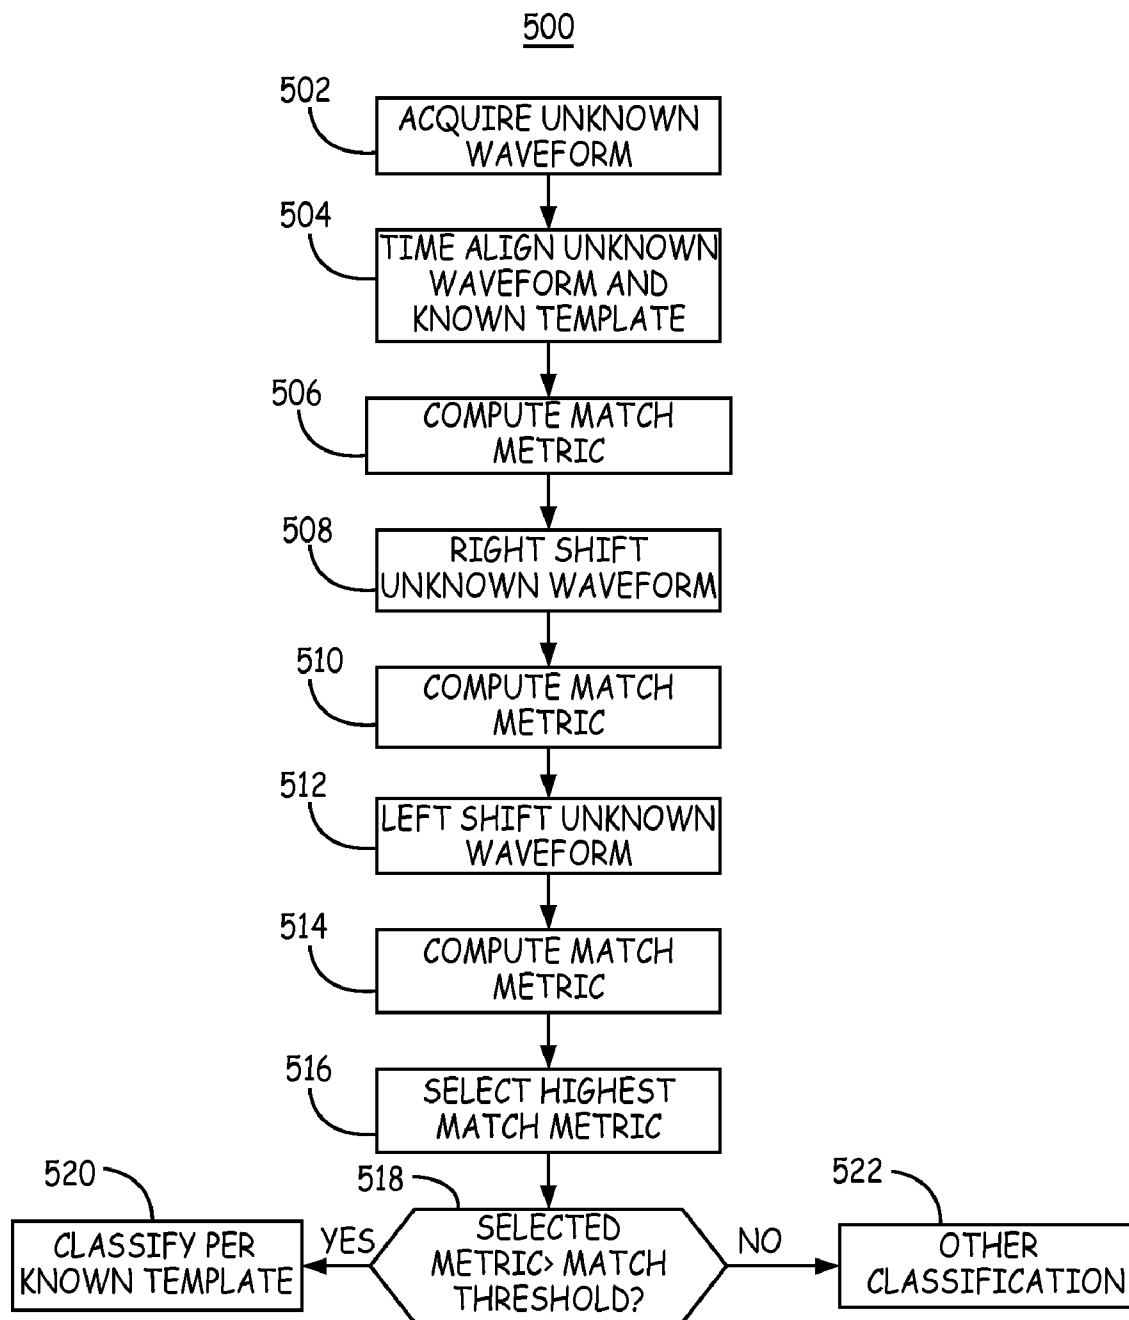 500
502
ACQUIRE UNKNOWN
WAVEFORM
504
TIME ALIGN UNKNOWN
WAVEFORM AND
KNOWN TEMPLATE
506
COMPUTE MATCH
METRIC
508
RIGHT SHIFT
UNKNOWN WAVEFORM
510
COMPUTE MATCH
METRIC
512
LEFT SHIFT UNKNOWN
WAVEFORM
514
COMPUTE MATCH
METRIC
516
SELECT HIGHEST
MATCH METRIC
518
SELECTED
METRIC> MATCH
THRESHOLD?
YES
520
CLASSIFY PER
KNOWN TEMPLATE
NO
522
OTHER
CLASSIFICATION